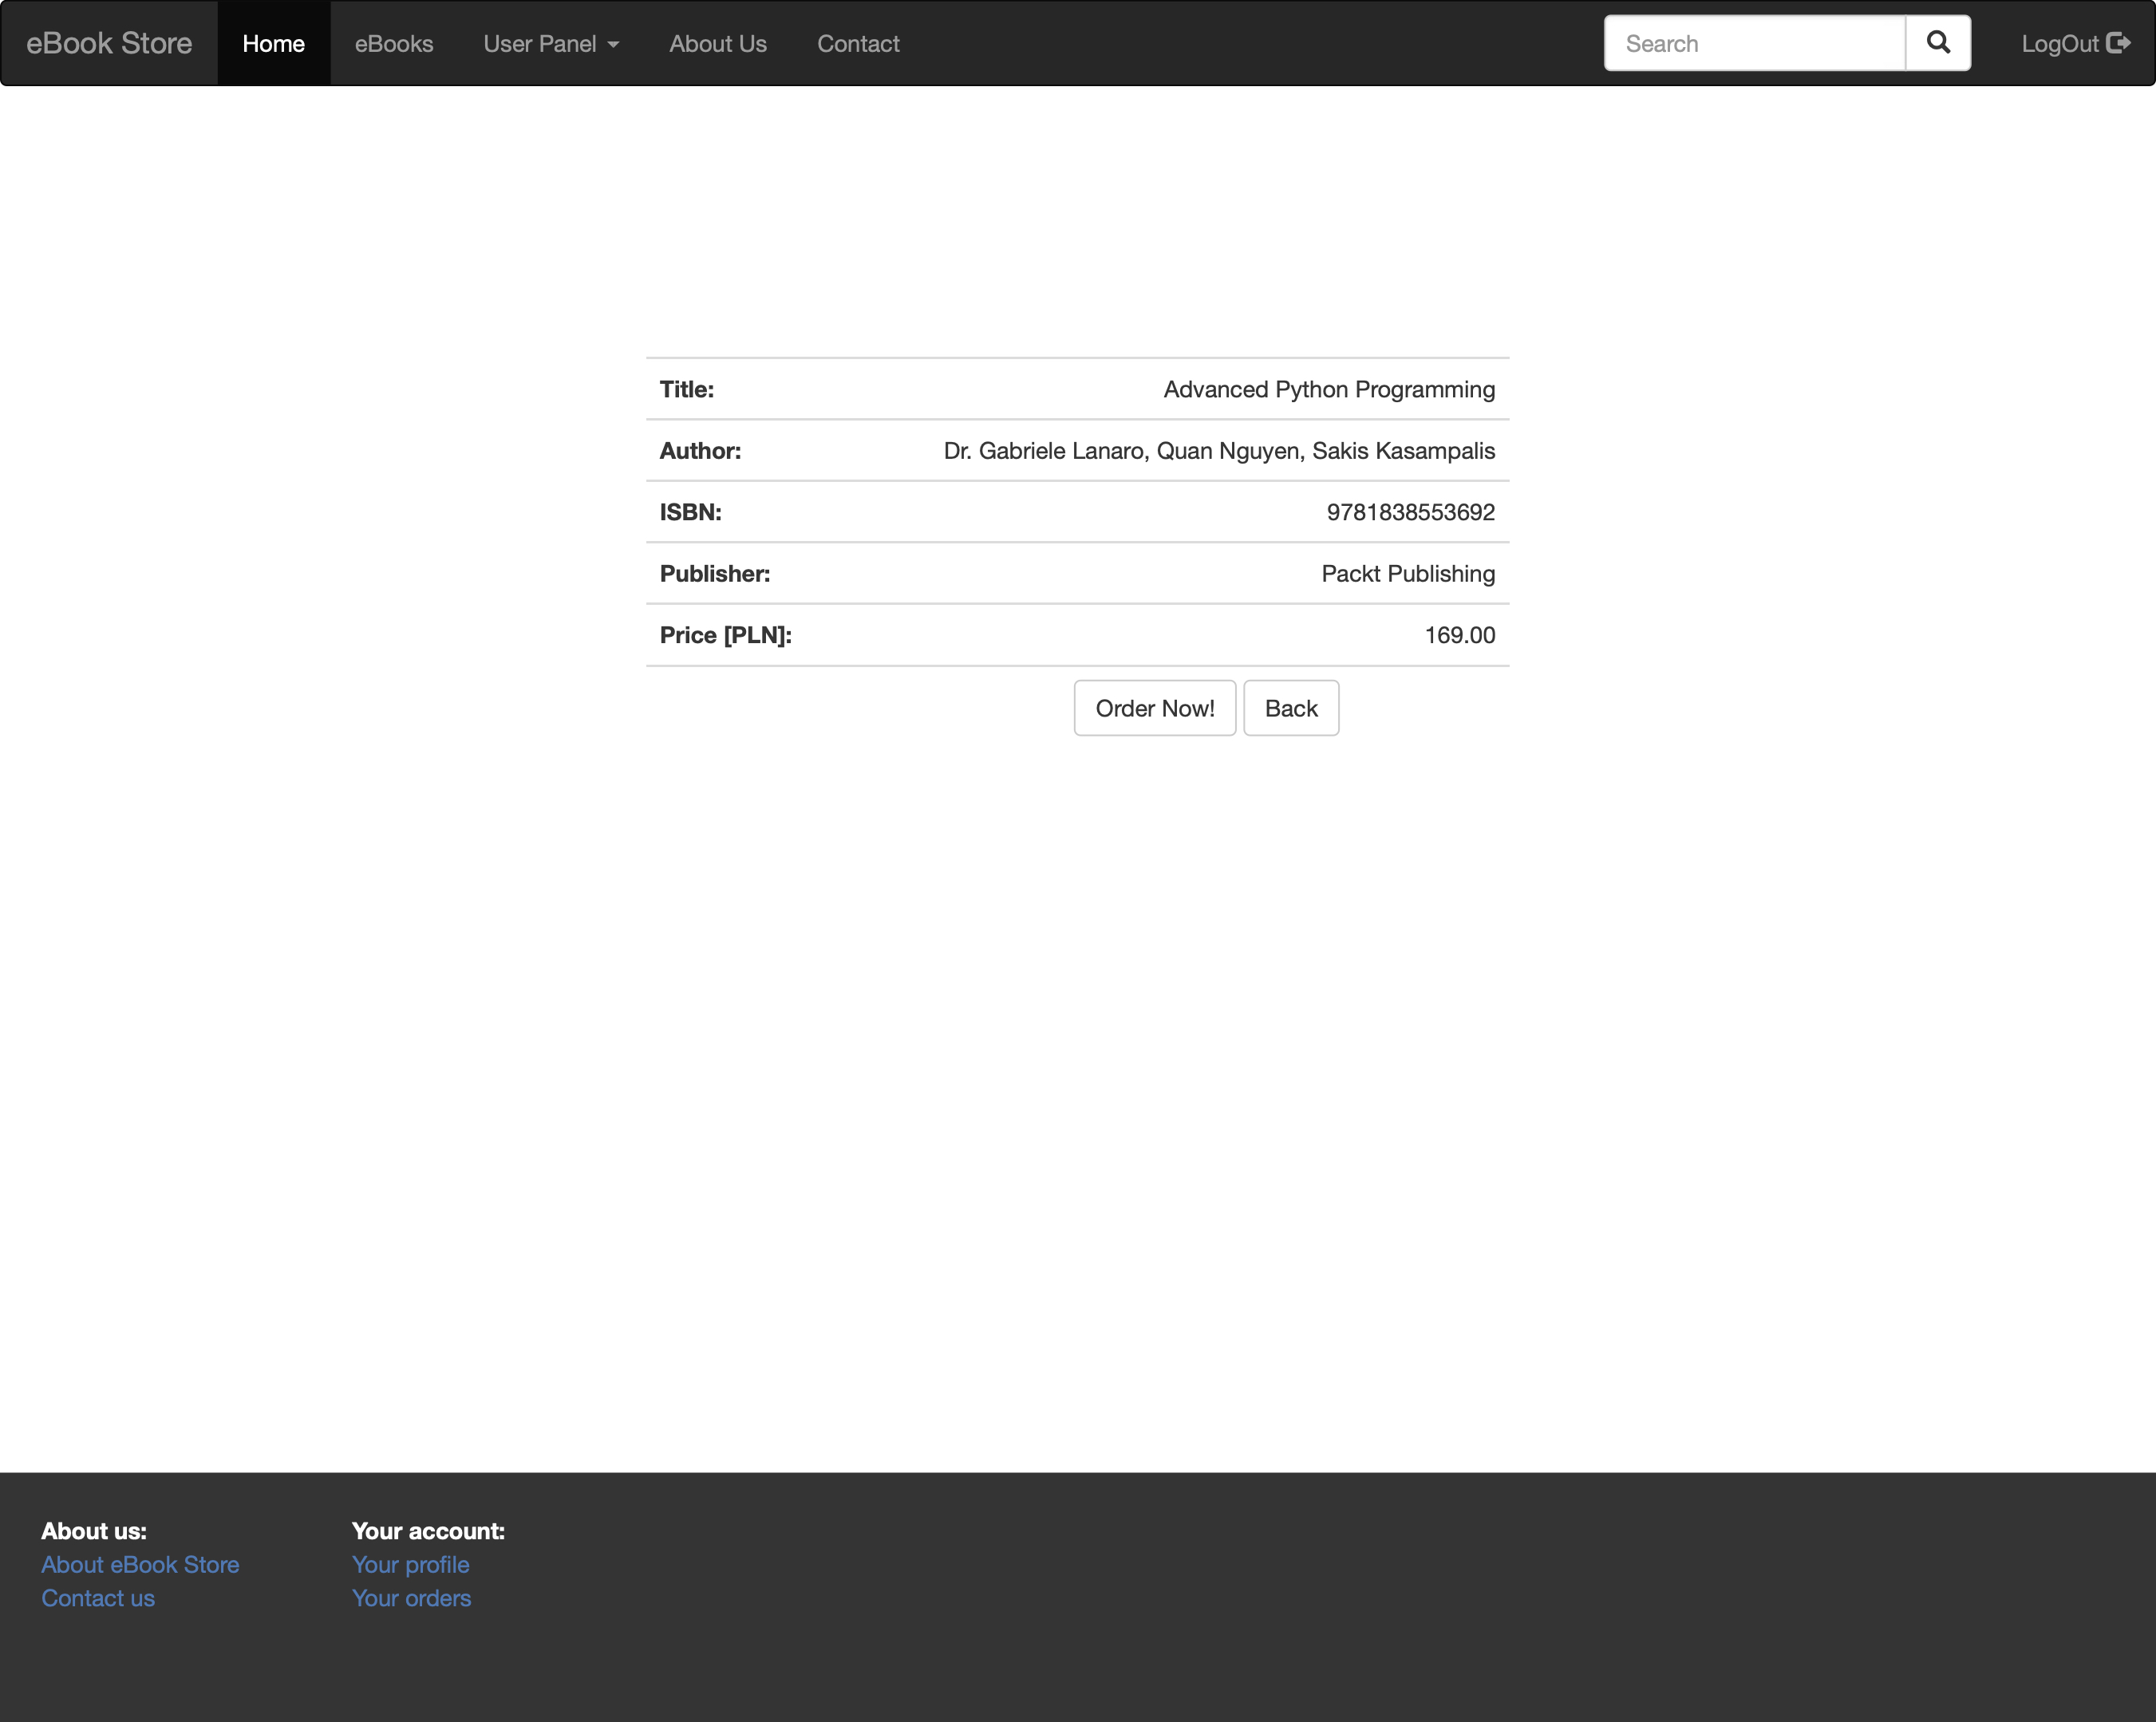 eBook Store Home eBooks User Panel About Us Contact Search LogOut
Title: Advanced Python Programming
Author: Dr. Gabriele Lanaro, Quan Nguyen, Sakis Kasampalis
ISBN: 9781838553692
Publisher: Packt Publishing
Price [PLN]: 169.00
Order Now! Back
About us: Your account:
About eBook Store Your profile
Contact us Your orders